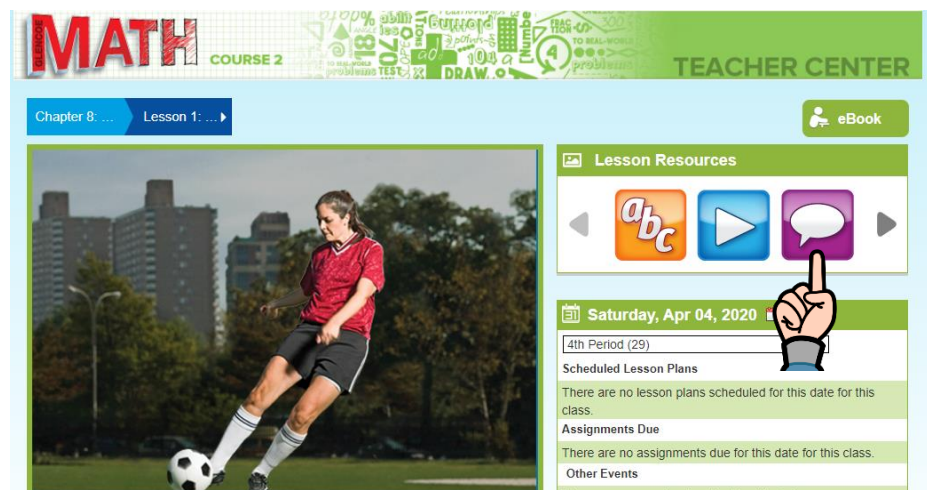 GLENCOE
MATH
COURSE 2
TEACHER CENTER
Chapter 8: ...
Lesson 1: ...
eBook
Lesson Resources
abc
Saturday, Apr 04, 2020
4th Period (29)
Scheduled Lesson Plans
There are no lesson plans scheduled for this date for this
class.
Assignments Due
There are no assignments due for this date for this class.
Other Events